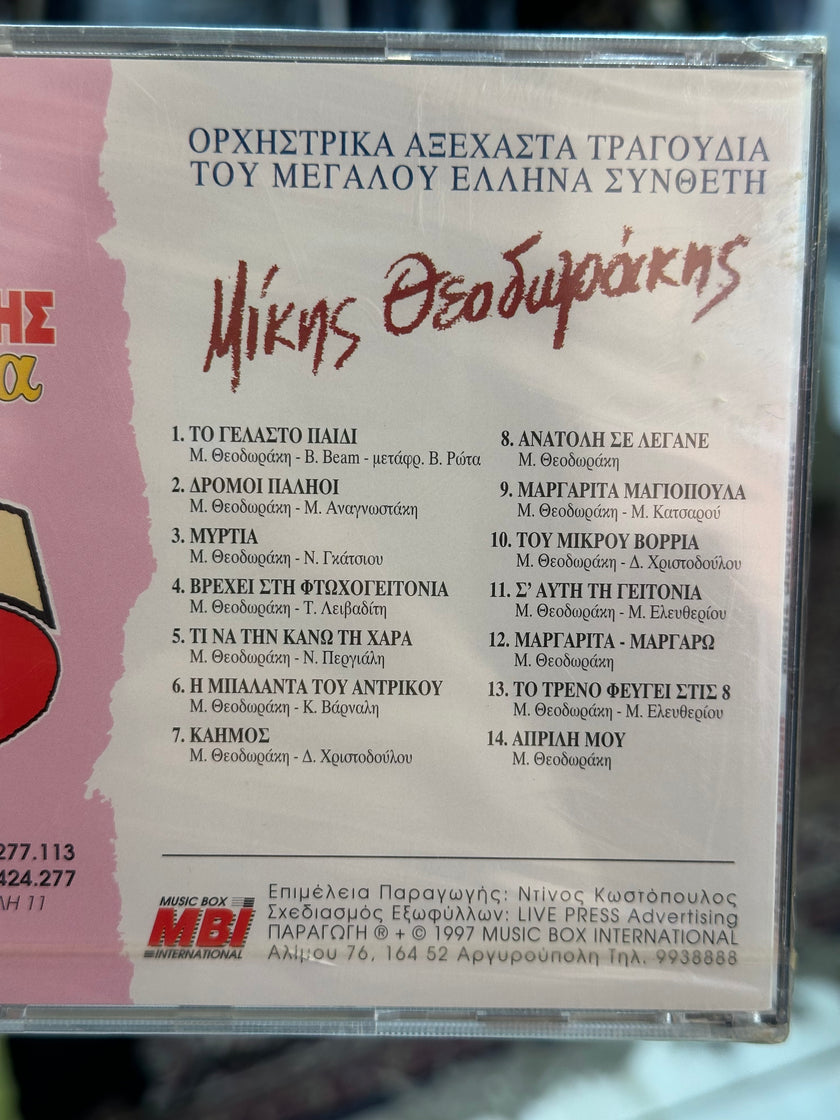 ΟΡΧΗΣΤΡΙΚΑ ΑΞΕΧΑΣΤΑ ΤΡΑΓΟΥΔΙΑ
ΤΟΥ ΜΕΓΑΛΟΥ ΕΛΛΗΝΑ ΣΥΝΘΕΤΗ
Μίκης Θεοδωράκης
ΗΣ
α
1. ΤΟ ΓΕΛΑΣΤΟ ΠΑΙΔΙ
Μ. Θεοδωράκη - B. Beam - μετάφρ. Β. Ρώτα
2. ΔΡΟΜΟΙ ΠΑΛΗΟΙ
Μ. Θεοδωράκη - Μ. Αναγνωστάκη
3. ΜΥΡΤΙΑ
Μ. Θεοδωράκη - Ν. Γκάτσιου
4. ΒΡΕΧΕΙ ΣΤΗ ΦΤΩΧΟΓΕΙΤΟΝΙΑ
Μ. Θεοδωράκη - Τ. Λειβαδίτη
5. ΤΙ ΝΑ ΤΗΝ ΚΑΝΩ ΤΗ ΧΑΡΑ
Μ. Θεοδωράκη - Ν. Περγιάλη
6. Η ΜΠΑΛΑΝΤΑ ΤΟΥ ΑΝΤΡΙΚΟΥ
Μ. Θεοδωράκη - Κ. Βάρναλη
7. ΚΑΗΜΟΣ
Μ. Θεοδωράκη - Δ. Χριστοδούλου
8. ΑΝΑΤΟΛΗ ΣΕ ΛΕΓΑΝΕ
Μ. Θεοδωράκη
9. ΜΑΡΓΑΡΙΤΑ ΜΑΓΙΟΠΟΥΛΑ
Μ. Θεοδωράκη - Μ. Κατσαρού
10. ΤΟΥ ΜΙΚΡΟΥ ΒΟΡΡΙΑ
Μ. Θεοδωράκη - Δ. Χριστοδούλου
11. Σ' ΑΥΤΗ ΤΗ ΓΕΙΤΟΝΙΑ
Μ. Θεοδωράκη - Μ. Ελευθερίου
12. ΜΑΡΓΑΡΙΤΑ - ΜΑΡΓΑΡΩ
Μ. Θεοδωράκη
13. ΤΟ ΤΡΕΝΟ ΦΕΥΓΕΙ ΣΤΙΣ 8
Μ. Θεοδωράκη - Μ. Ελευθερίου
14. ΑΠΡΙΛΗ ΜΟΥ
Μ. Θεοδωράκη
277.113
424.277
ΛΗ 11
MUSIC BOX
MBI
INTERNATIONAL
Επιμέλεια Παραγωγής: Ντίνος Κωστόπουλος
Σχεδιασμός Εξωφύλλων: LIVE PRESS Advertising
ΠΑΡΑΓΩΓΗ ® + © 1997 MUSIC BOX INTERNATIONAL
Αλίμου 76, 164 52 Αργυρούπολη Τηλ. 9938888